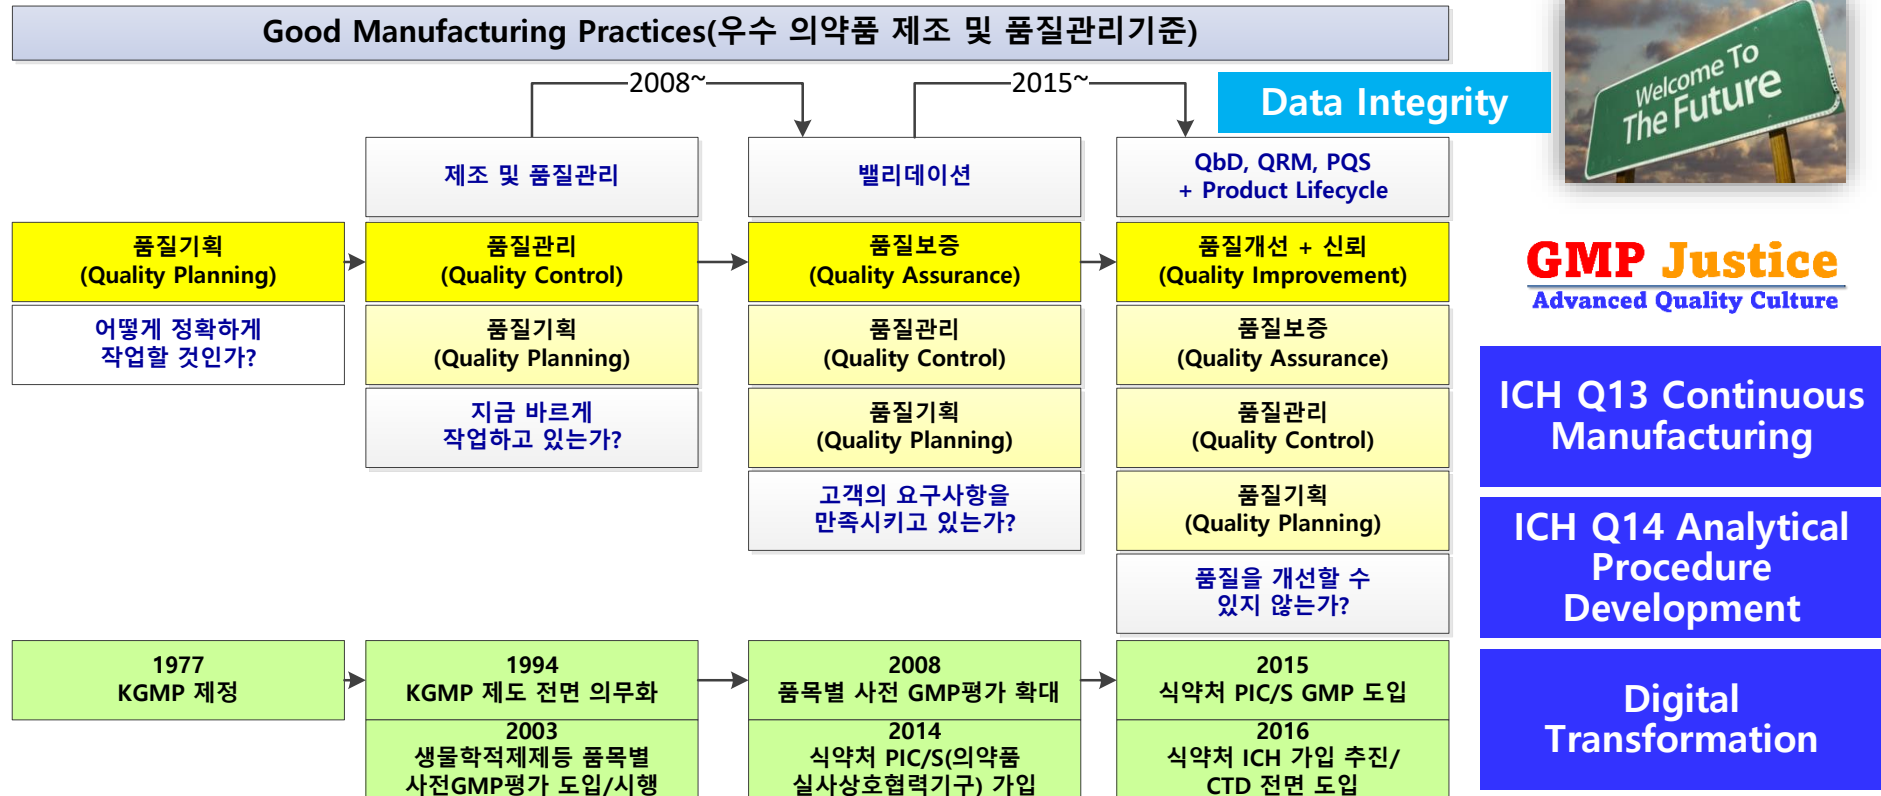 Good Manufacturing Practices(우수 의약품 제조 및 품질관리기준)
2008~
2015~
Data Integrity
Welcome To
The Future
제조 및 품질관리
밸리데이션
QbD, QRM, PQS
+ Product Lifecycle
품질기획
(Quality Planning)
품질관리
(Quality Control)
품질보증
(Quality Assurance)
품질개선 + 신뢰
(Quality Improvement)
GMP Justice
Advanced Quality Culture
어떻게 정확하게
작업할 것인가?
품질기획
(Quality Planning)
품질관리
(Quality Control)
품질보증
(Quality Assurance)
지금 바르게
작업하고 있는가?
품질기획
(Quality Planning)
품질관리
(Quality Control)
ICH Q13 Continuous
Manufacturing
고객의 요구사항을
만족시키고 있는가?
품질기획
(Quality Planning)
ICH Q14 Analytical
Procedure
Development
품질을 개선할 수
있지 않는가?
1977
KGMP 제정
1994
KGMP 제도 전면 의무화
2008
품목별 사전 GMP평가 확대
2015
식약처 PIC/S GMP 도입
Digital
Transformation
2003
생물학적제제등 품목별
사전GMP평가 도입/시행
2014
식약처 PIC/S(의약품
실사상호협력기구) 가입
2016
식약처 ICH 가입 추진/
CTD 전면 도입